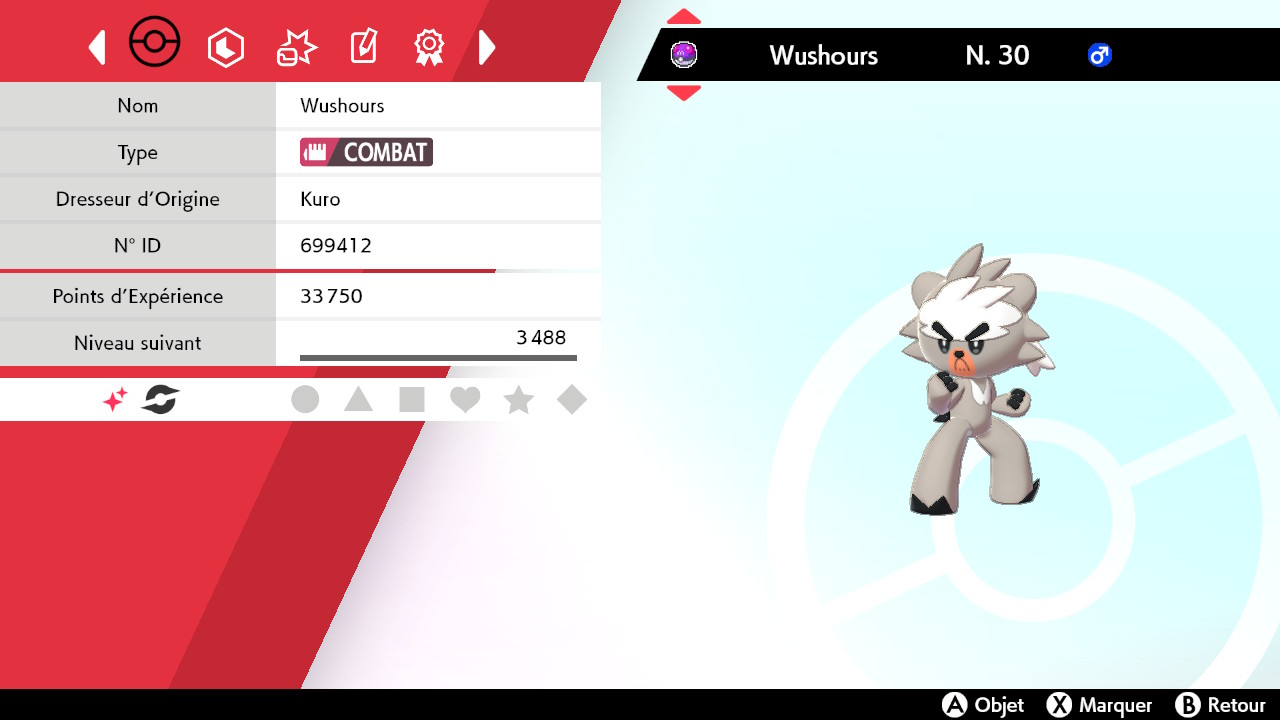 Wushours N. 30 ♂
Nom Wushours
Type COMBAT
Dresseur d'Origine Kuro
N° ID 699412
Points d'Expérience 33 750
Niveau suivant 3 488
A Objet X Marquer B Retour